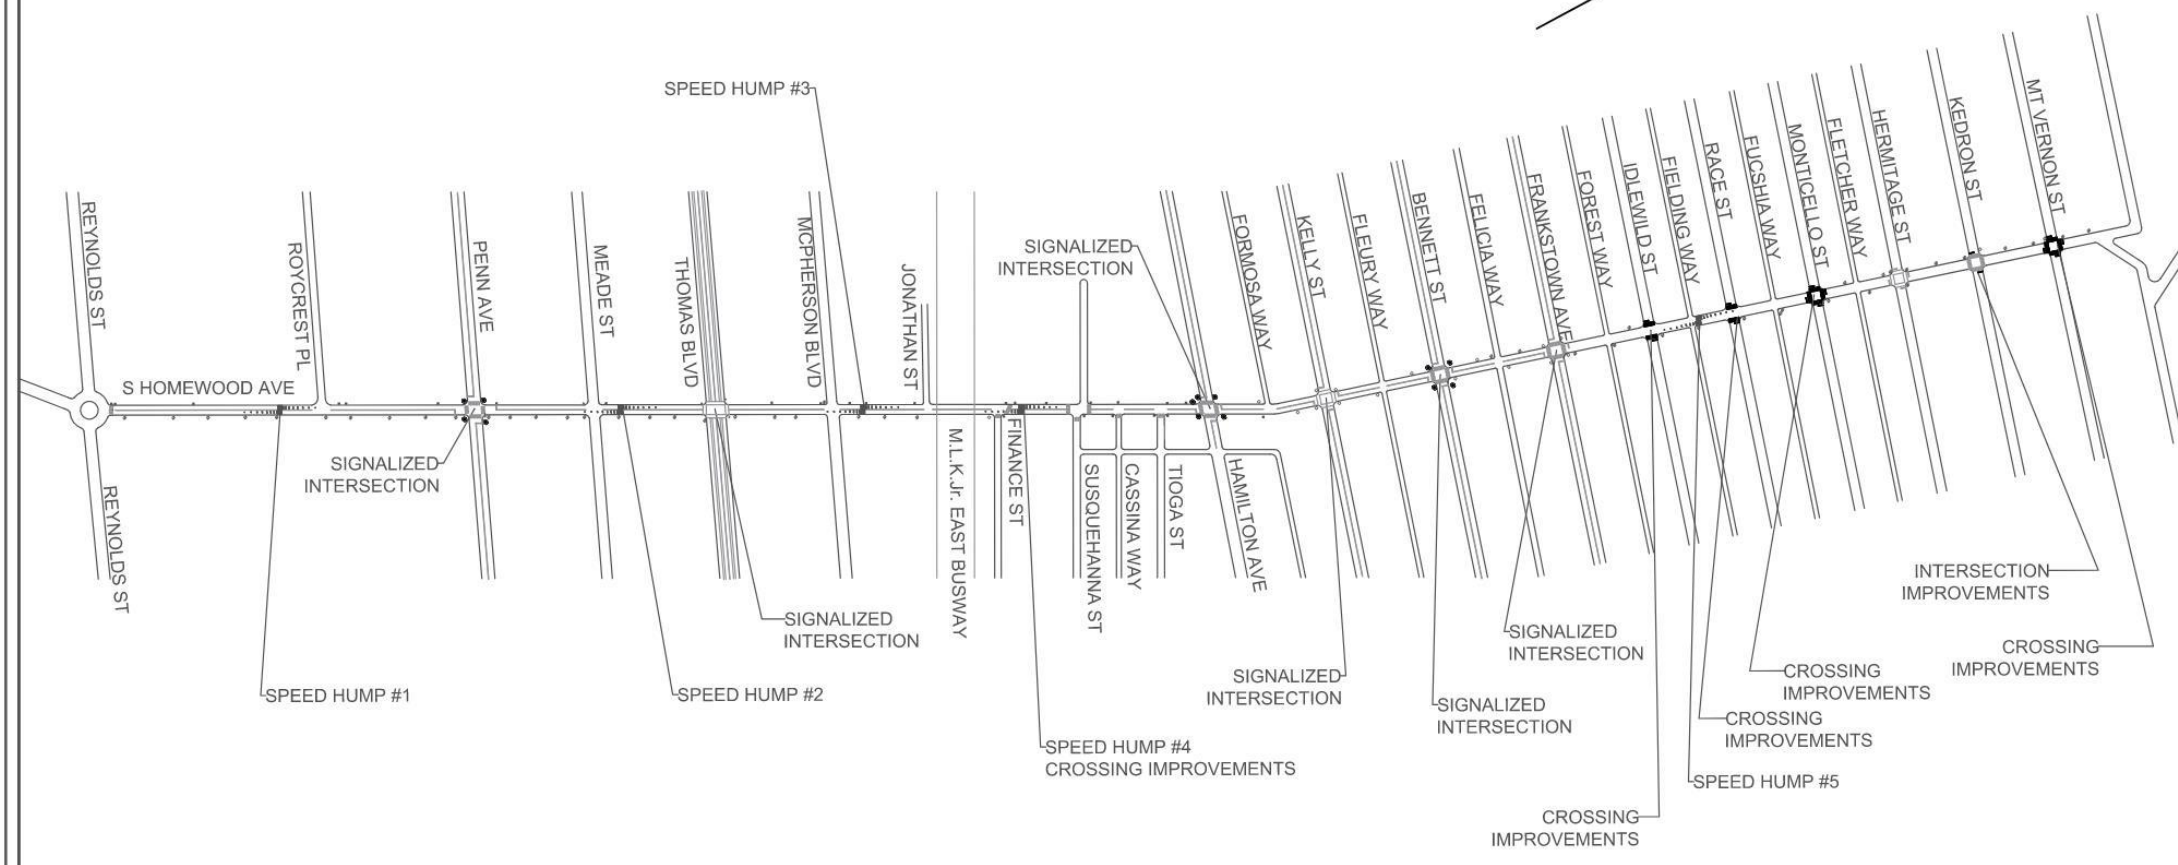 SPEED HUMP #3
REYNOLDS ST
ROYCREST PL
PENN AVE
MEADE ST
THOMAS BLVD
MCPHERSON BLVD
JONATHAN ST
SIGNALIZED
INTERSECTION
FORMOSA WAY
KELLY ST
FLEURY WAY
BENNETT ST
FELICIA WAY
FRANKSTOWN AVE
FOREST WAY
IDLEWILD ST
FIELDING WAY
RACE ST
FUCSHIA WAY
MONTICELLO ST
FLETCHER WAY
HERMITAGE ST
KEDRON ST
MT VERNON ST
S HOMEWOOD AVE
SIGNALIZED
INTERSECTION
REYNOLDS ST
M.L.K.Jr. EAST BUSWAY
FINANCE ST
SUSQUEHANNA ST
CASSINA WAY
TIOGA ST
HAMILTON AVE
SIGNALIZED
INTERSECTION
SPEED HUMP #1
SPEED HUMP #2
SPEED HUMP #4
CROSSING IMPROVEMENTS
SIGNALIZED
INTERSECTION
SIGNALIZED
INTERSECTION
SIGNALIZED
INTERSECTION
INTERSECTION
IMPROVEMENTS
CROSSING
IMPROVEMENTS
CROSSING
IMPROVEMENTS
CROSSING
IMPROVEMENTS
SPEED HUMP #5
CROSSING
IMPROVEMENTS